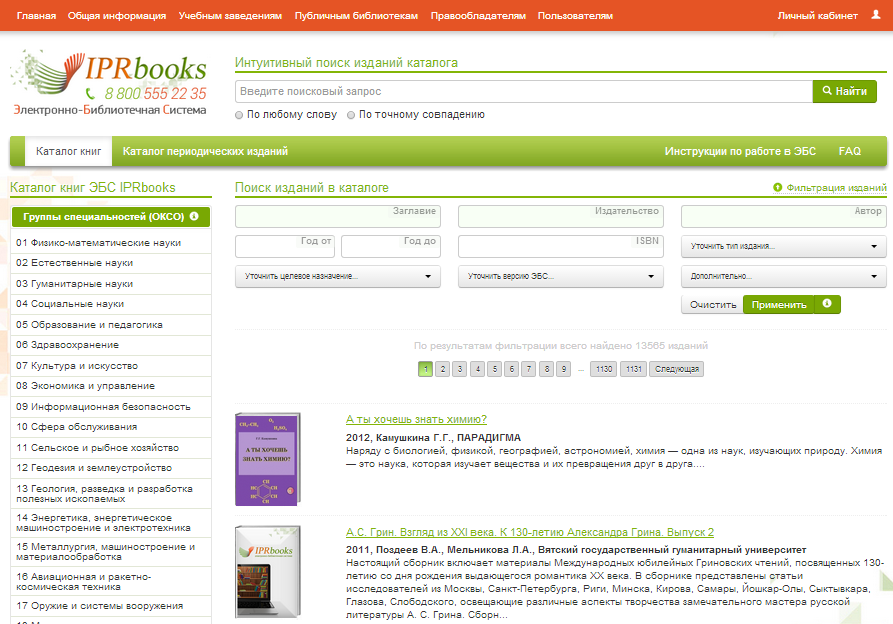 Главная Общая информация Учебным заведениям Публичным библиотекам Правообладателям Пользователям Личный кабинет
IPRbooks
8 800 555 22 35
Электронно-Библиотечная Система
Интуитивный поиск изданий каталога
Введите поисковый запрос Найти
По любому слову По точному совпадению
Каталог книг Каталог периодических изданий Инструкции по работе в ЭБС FAQ
Каталог книг ЭБС IPRbooks
Группы специальностей (ОКСО)
01 Физико-математические науки
02 Естественные науки
03 Гуманитарные науки
04 Социальные науки
05 Образование и педагогика
06 Здравоохранение
07 Культура и искусство
08 Экономика и управление
09 Информационная безопасность
10 Сфера обслуживания
11 Сельское и рыбное хозяйство
12 Геодезия и землеустройство
13 Геология, разведка и разработка
полезных ископаемых
14 Энергетика, энергетическое
машиностроение и электротехника
15 Металлургия, машиностроение и
материалообработка
16 Авиационная и ракетно-
космическая техника
17 Оружие и системы вооружения
Поиск изданий в каталоге Фильтрация изданий
Заглавие Издательство Автор
Год от Год до ISBN Уточнить тип издания...
Уточнить целевое назначение... Уточнить версию ЭБС... Дополнительно...
Очистить Применить
По результатам фильтрации всего найдено 13565 изданий
1 2 3 4 5 6 7 8 9 ... 1130 1131 Следующая
А ТЫ ХОЧЕШЬ
ЗНАТЬ ХИМИЮ?
А ты хочешь знать химию?
2012, Камушкина Г.Г., ПАРАДИГМА
Наряду с биологией, физикой, географией, астрономией, химия — одна из наук, изучающих природу. Химия
— это наука, которая изучает вещества и их превращения друг в друга....
IPRbooks
А.С. Грин. Взгляд из XXI века. К 130-летию Александра Грина. Выпуск 2
2011, Поздеев В.А., Мельникова Л.А., Вятский государственный гуманитарный университет
Настоящий сборник включает материалы Международных юбилейных Гриновских чтений, посвященных 130-
летию со дня рождения выдающегося романтика XX века. В сборнике представлены статьи
исследователей из Москвы, Санкт-Петербурга, Риги, Минска, Кирова, Самары, Йошкар-Олы, Сыктывкара,
Глазова, Слободского, освещающие различные аспекты творчества замечательного мастера русской
литературы А. С. Грина. Сборн...